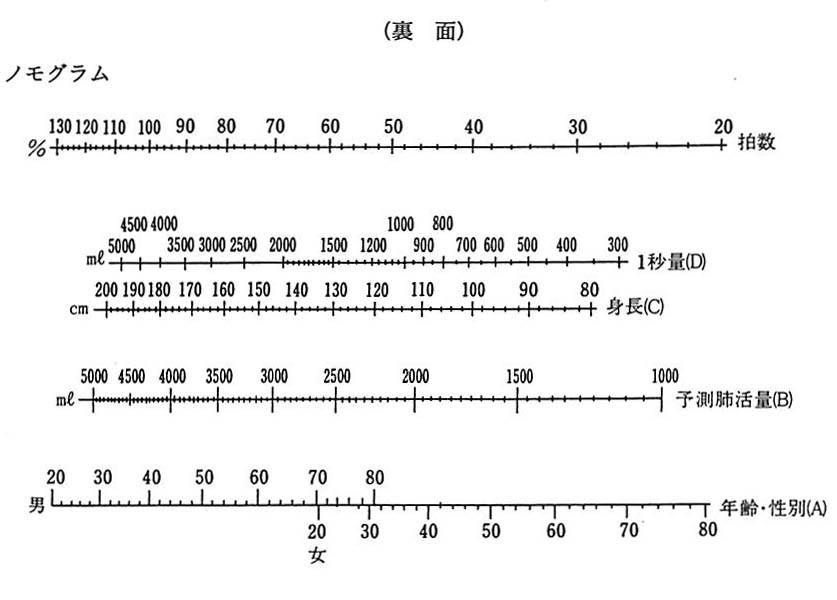 (裏 面)
ノモグラム
130 120 110 100 90 80 70 60 50 40 30 20
% 拍数
4500 4000 1000 800
5000 3500 3000 2500 2000 1500 1200 900 700 600 500 400 300
mℓ 1秒量(D)
200 190 180 170 160 150 140 130 120 110 100 90 80
cm 身長(C)
5000 4500 4000 3500 3000 2500 2000 1500 1000
mℓ 予測肺活量(B)
20 30 40 50 60 70 80
男 年齢・性別(A)
20 30 40 50 60 70 80
女